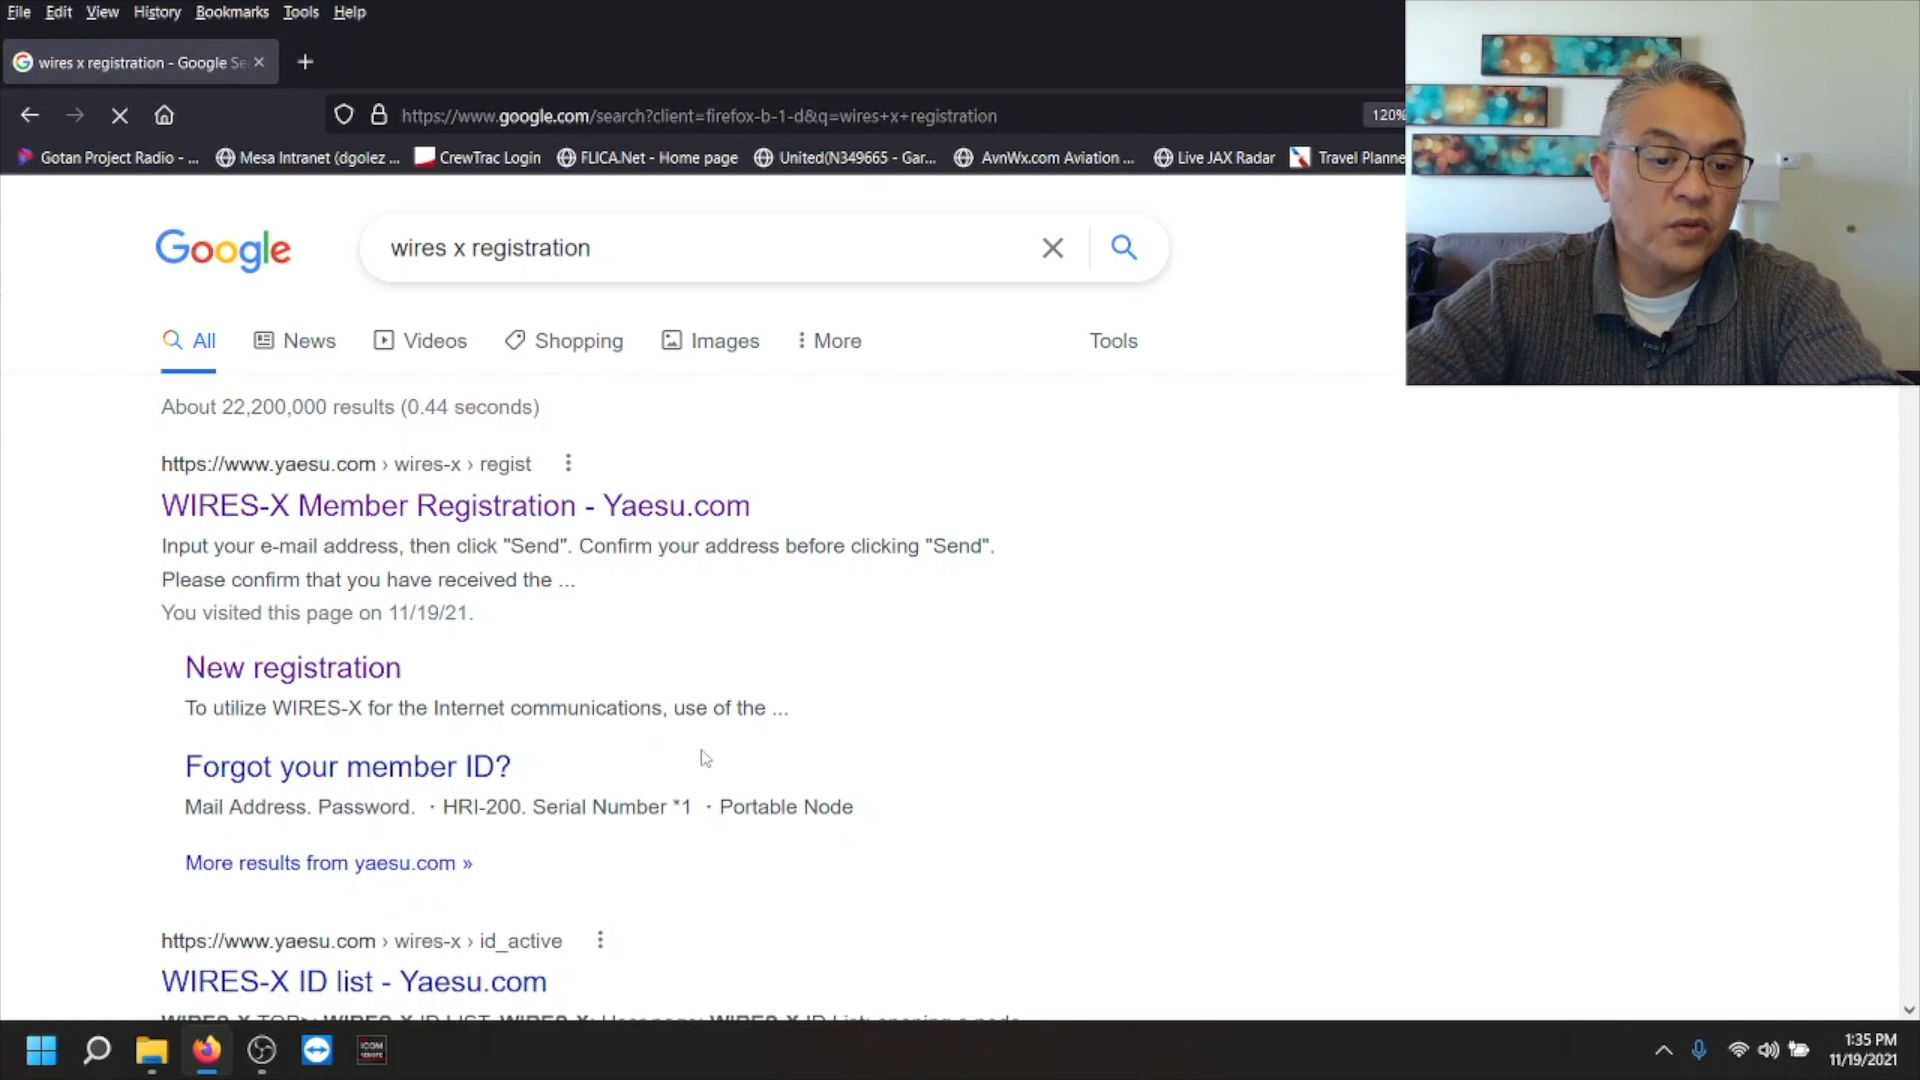 File Edit View History Bookmarks Tools Help
wires x registration - Google Se
https://www.google.com/search?client=firefox-b-1-d&q=wires+x+registration
120%
Gotan Project Radio - ... Mesa Intranet (dgolez ... CrewTrac Login FLICA.Net - Home page United(N349665 - Gar... AvnWx.com Aviation ... Live JAX Radar Travel Planne
Google
wires x registration
All News Videos Shopping Images More Tools
About 22,200,000 results (0.44 seconds)
https://www.yaesu.com › wires-x › regist
WIRES-X Member Registration - Yaesu.com
Input your e-mail address, then click "Send". Confirm your address before clicking "Send".
Please confirm that you have received the ...
You visited this page on 11/19/21.
New registration
To utilize WIRES-X for the Internet communications, use of the ...
Forgot your member ID?
Mail Address. Password. · HRI-200. Serial Number *1 · Portable Node
More results from yaesu.com »
https://www.yaesu.com › wires-x › id_active
WIRES-X ID list - Yaesu.com
ICOM
1:35 PM
11/19/2021